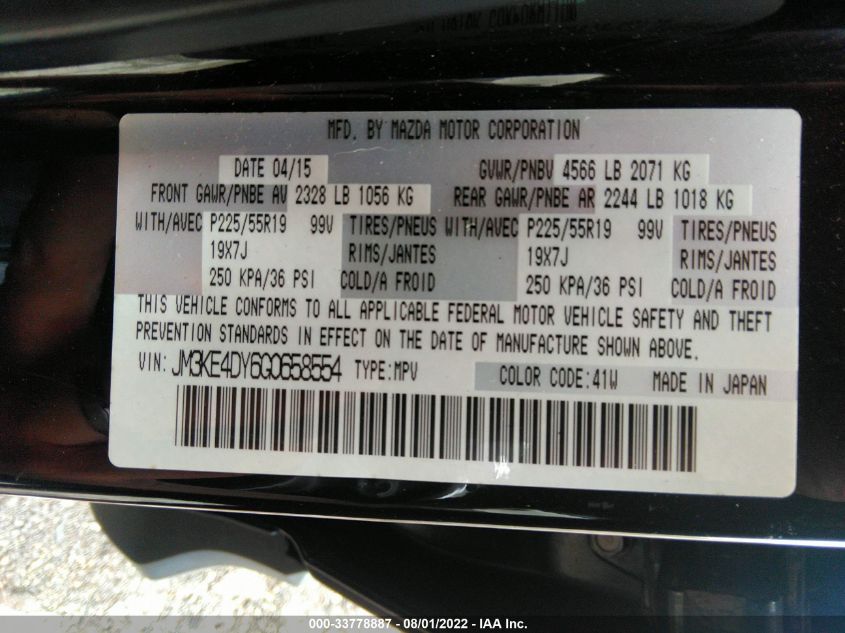 MFD. BY MAZDA MOTOR CORPORATION
DATE 04/15 GVWR/PNBV 4566 LB 2071 KG
FRONT GAWR/PNBE AV 2328 LB 1056 KG REAR GAWR/PNBE AR 2244 LB 1018 KG
WITH/AVEC P225/55R19 99V TIRES/PNEUS WITH/AVEC P225/55R19 99V TIRES/PNEUS
19X7J RIMS/JANTES 19X7J RIMS/JANTES
250 KPA/36 PSI COLD/A FROID 250 KPA/36 PSI COLD/A FROID
THIS VEHICLE CONFORMS TO ALL APPLICABLE FEDERAL MOTOR VEHICLE SAFETY AND THEFT
PREVENTION STANDARDS IN EFFECT ON THE DATE OF MANUFACTURE SHOWN ABOVE.
VIN: JM3KE4DY6G0658554 TYPE:MPV COLOR CODE:41W MADE IN JAPAN
000-33778887 - 08/01/2022 - IAA Inc.